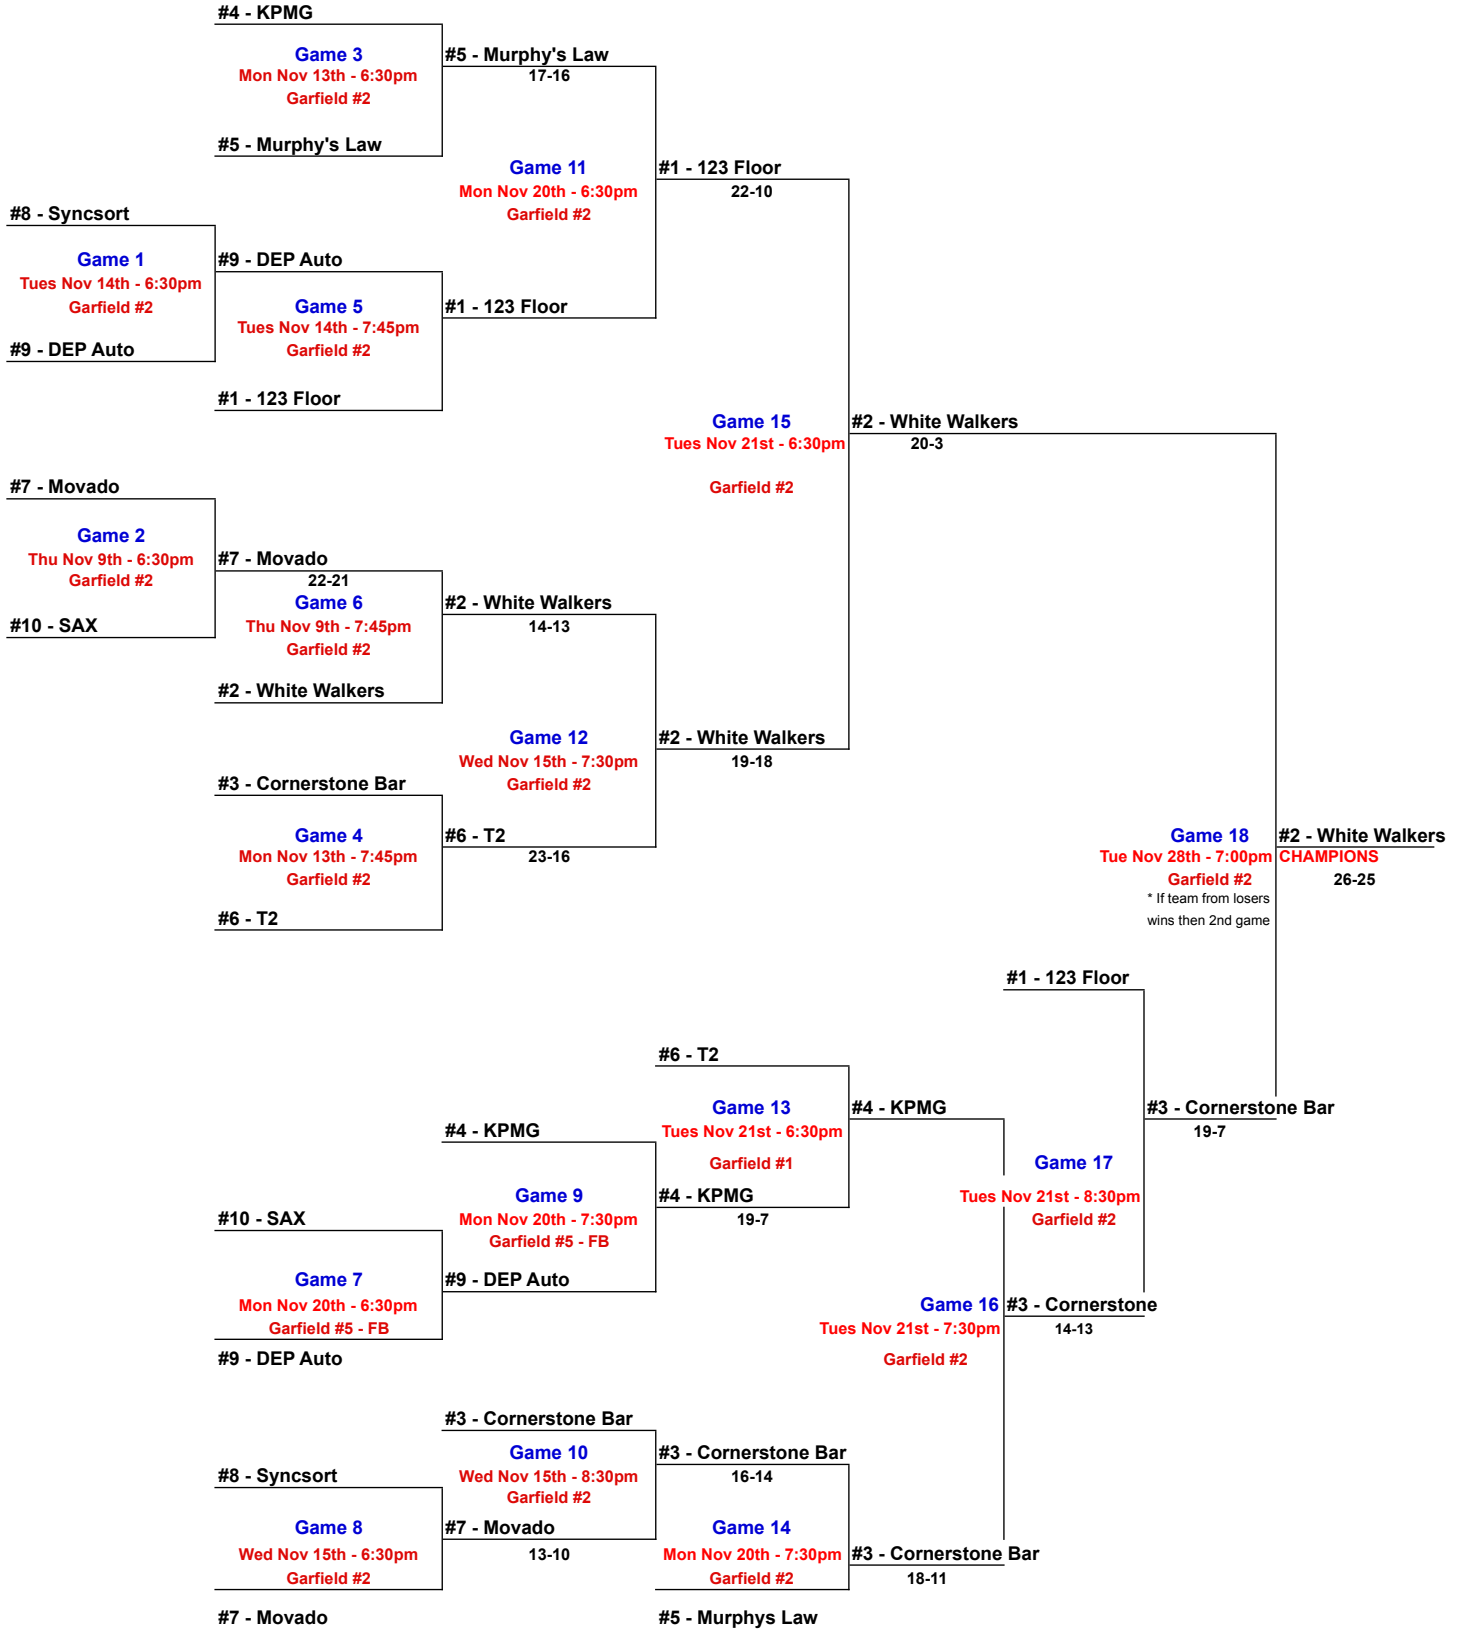 #4 - KPMG
Game 3
Mon Nov 13th - 6:30pm
Garfield #2
#5 - Murphy's Law
17-16
#5 - Murphy's Law
Game 11
Mon Nov 20th - 6:30pm
Garfield #2
#1 - 123 Floor
22-10
#8 - Syncsort
Game 1
Tues Nov 14th - 6:30pm
Garfield #2
#9 - DEP Auto
#9 - DEP Auto
Game 5
Tues Nov 14th - 7:45pm
Garfield #2
#1 - 123 Floor
#1 - 123 Floor
Game 15
Tues Nov 21st - 6:30pm
Garfield #2
#2 - White Walkers
20-3
#7 - Movado
Game 2
Thu Nov 9th - 6:30pm
Garfield #2
#10 - SAX
#7 - Movado
22-21
Game 6
Thu Nov 9th - 7:45pm
Garfield #2
#2 - White Walkers
14-13
#2 - White Walkers
Game 12
Wed Nov 15th - 7:30pm
Garfield #2
#2 - White Walkers
19-18
#3 - Cornerstone Bar
Game 4
Mon Nov 13th - 7:45pm
Garfield #2
#6 - T2
23-16
#6 - T2
Game 18
Tue Nov 28th - 7:00pm
Garfield #2
* If team from losers
wins then 2nd game
#2 - White Walkers
CHAMPIONS
26-25
#1 - 123 Floor
#6 - T2
Game 13
Tues Nov 21st - 6:30pm
Garfield #1
#4 - KPMG
#3 - Cornerstone Bar
19-7
#4 - KPMG
Game 9
Mon Nov 20th - 7:30pm
Garfield #5 - FB
#4 - KPMG
19-7
Game 17
Tues Nov 21st - 8:30pm
Garfield #2
#10 - SAX
Game 7
Mon Nov 20th - 6:30pm
Garfield #5 - FB
#9 - DEP Auto
#9 - DEP Auto
Game 16
Tues Nov 21st - 7:30pm
Garfield #2
#3 - Cornerstone
14-13
#3 - Cornerstone Bar
Game 10
Wed Nov 15th - 8:30pm
Garfield #2
#3 - Cornerstone Bar
16-14
#8 - Syncsort
Game 8
Wed Nov 15th - 6:30pm
Garfield #2
#7 - Movado
#7 - Movado
13-10
Game 14
Mon Nov 20th - 7:30pm
Garfield #2
#3 - Cornerstone Bar
18-11
#5 - Murphys Law